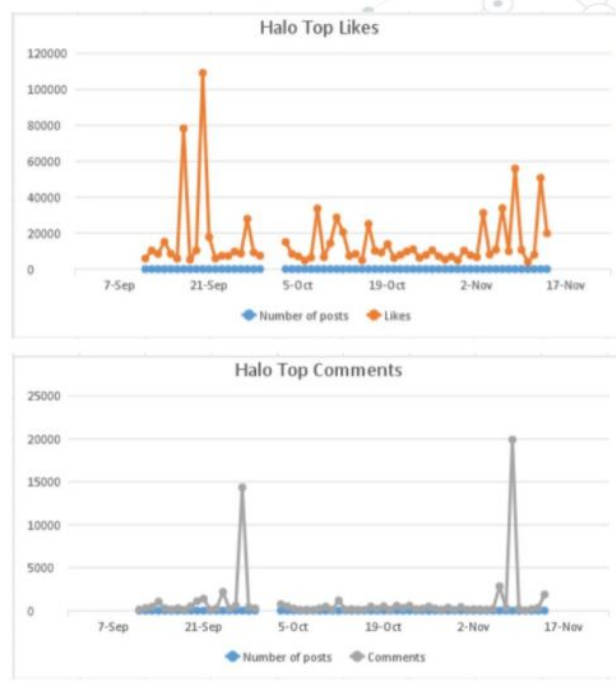 Halo Top Likes
120000
100000
80000
60000
40000
20000
0
7-Sep 21-Sep 5-Oct 19-Oct 2-Nov 17-Nov
Number of posts Likes
Halo Top Comments
25000
20000
15000
10000
5000
0
7-Sep 21-Sep 5-Oct 19-Oct 2-Nov 17-Nov
Number of posts Comments